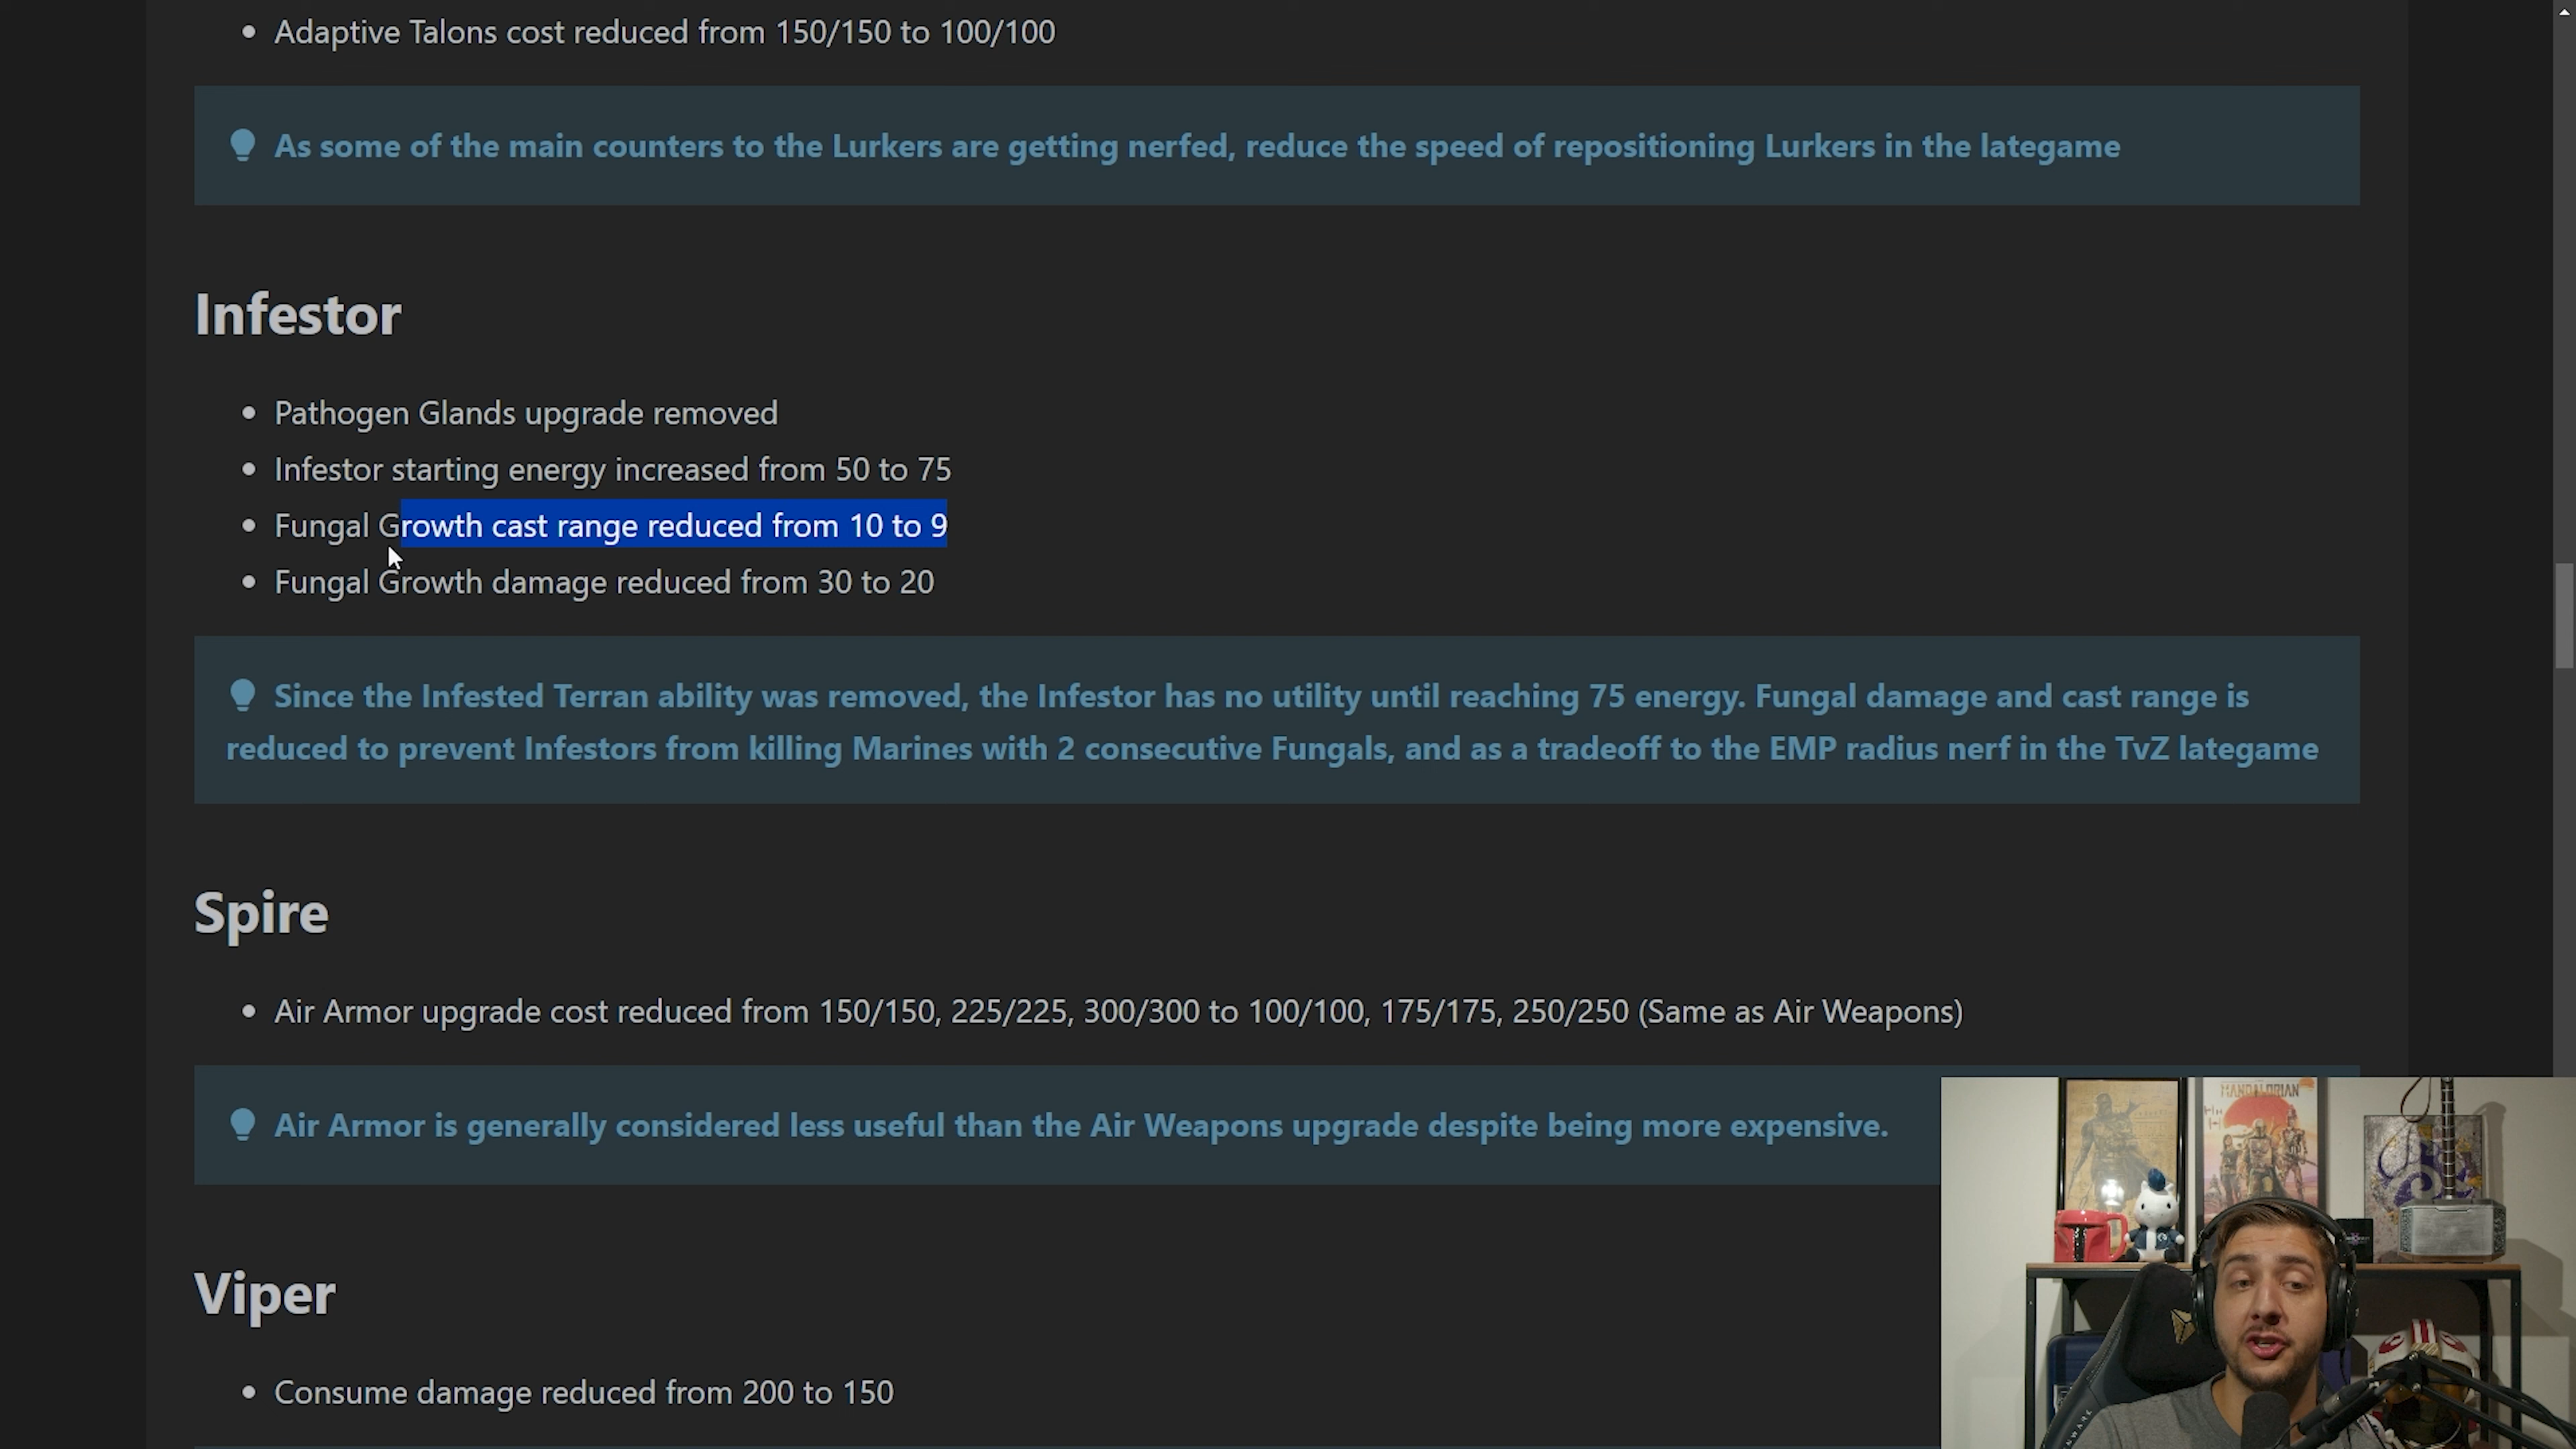 Adaptive Talons cost reduced from 150/150 to 100/100
As some of the main counters to the Lurkers are getting nerfed, reduce the speed of repositioning Lurkers in the lategame
Infestor
Pathogen Glands upgrade removed
Infestor starting energy increased from 50 to 75
Fungal Growth cast range reduced from 10 to 9
Fungal Growth damage reduced from 30 to 20
Since the Infested Terran ability was removed, the Infestor has no utility until reaching 75 energy. Fungal damage and cast range is
reduced to prevent Infestors from killing Marines with 2 consecutive Fungals, and as a tradeoff to the EMP radius nerf in the TvZ lategame
Spire
Air Armor upgrade cost reduced from 150/150, 225/225, 300/300 to 100/100, 175/175, 250/250 (Same as Air Weapons)
Air Armor is generally considered less useful than the Air Weapons upgrade despite being more expensive.
MANDALORIAN
Viper
Consume damage reduced from 200 to 150